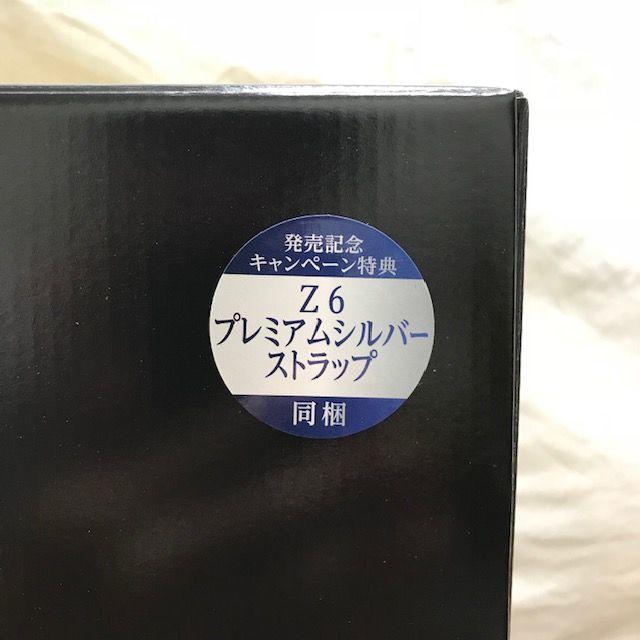 発売記念
キャンペーン特典
Z 6
プレミアムシルバー
ストラップ
同梱